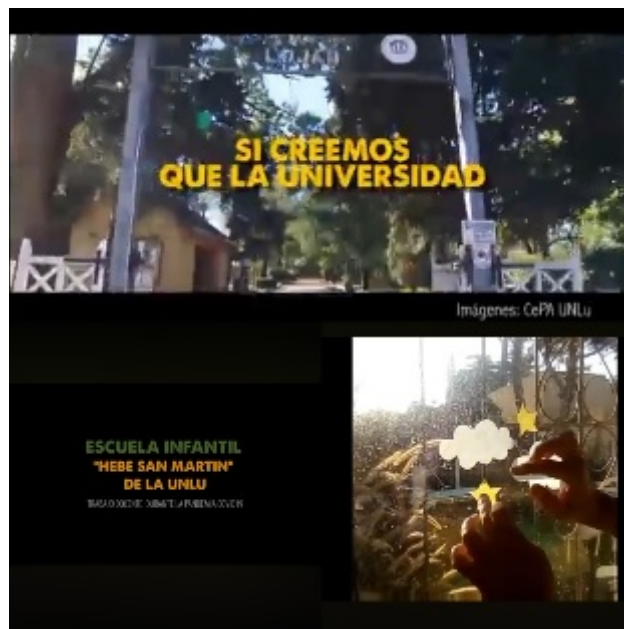 SI CREEMOS
QUE LA UNIVERSIDAD
Imágenes: CePA UNLu
ESCUELA INFANTIL
"HEBE SAN MARTIN"
DE LA UNLU